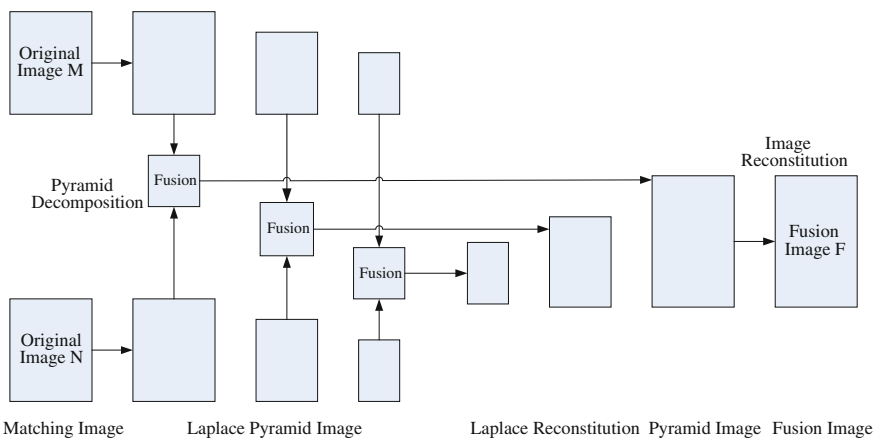 Original
Image M
Image
Reconstitution
Pyramid
Decomposition
Fusion
Fusion
Fusion
Fusion
Image F
Original
Image N
Matching Image
Laplace Pyramid Image
Laplace Reconstitution
Pyramid Image
Fusion Image